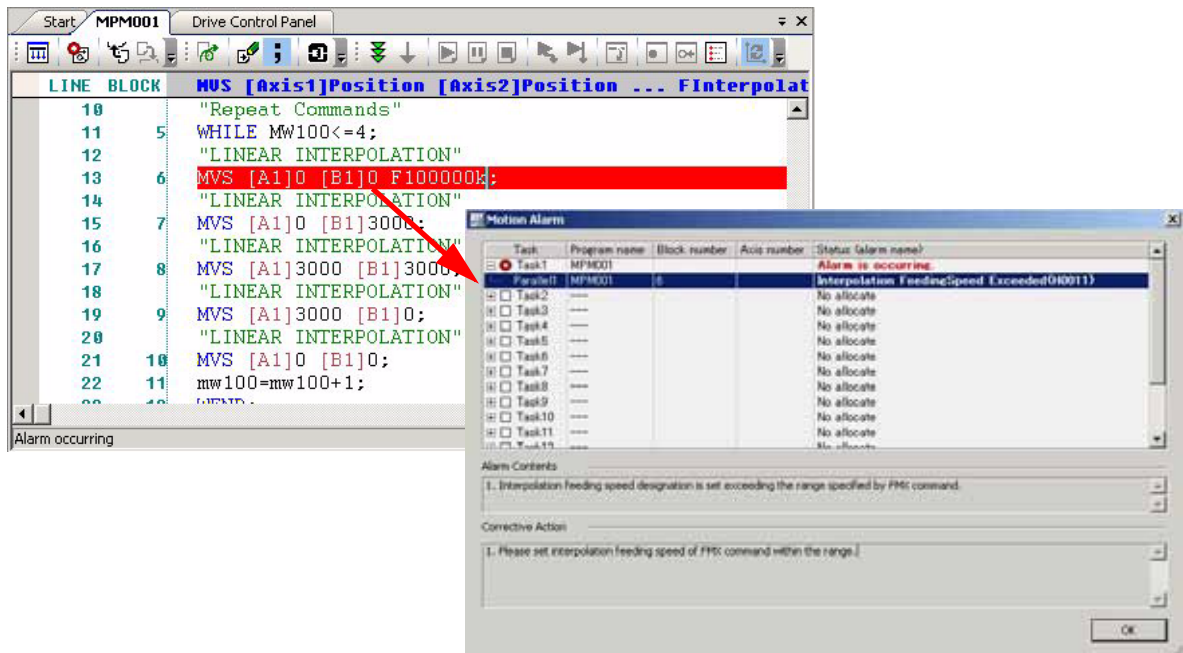 Start MPM001 Drive Control Panel
LINE BLOCK MVS [Axis1]Position [Axis2]Position ... FInterpolat
10 "Repeat Commands"
11 5 WHILE MW100<=4;
12 "LINEAR INTERPOLATION"
13 6 MVS [A1]0 [B1]0 F100000k;
14 "LINEAR INTERPOLATION"
15 7 MVS [A1]0 [B1]3000;
16 "LINEAR INTERPOLATION"
17 8 MVS [A1]3000 [B1]3000;
18 "LINEAR INTERPOLATION"
19 9 MVS [A1]3000 [B1]0;
20 "LINEAR INTERPOLATION"
21 10 MVS [A1]0 [B1]0;
22 11 mw100=mw100+1;
Alarm occurring
Motion Alarm
Task Program name Block number Axis number Status (alarm name)
Task1 MPM001 Alarm is occurring.
Parallel1 MPM001 6 Interpolation FeedingSpeed Exceeded(H0011)
Task2 ---- No allocate
Task3 ---- No allocate
Task4 ---- No allocate
Task5 ---- No allocate
Task6 ---- No allocate
Task7 ---- No allocate
Task8 ---- No allocate
Task9 ---- No allocate
Task10 ---- No allocate
Task11 ---- No allocate
Alarm Contents
1. Interpolation feeding speed designation is set exceeding the range specified by FMX command.
Corrective Action
1. Please set interpolation feeding speed of FMX command within the range.
OK